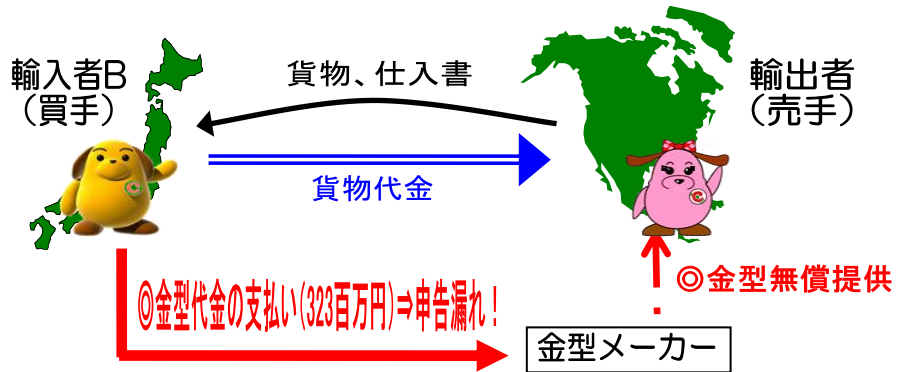 輸入者B
（買手）
貨物、仕入書
輸出者
（売手）
貨物代金
◎金型代金の支払い（323百万円）⇒申告漏れ！
◎金型無償提供
金型メーカー